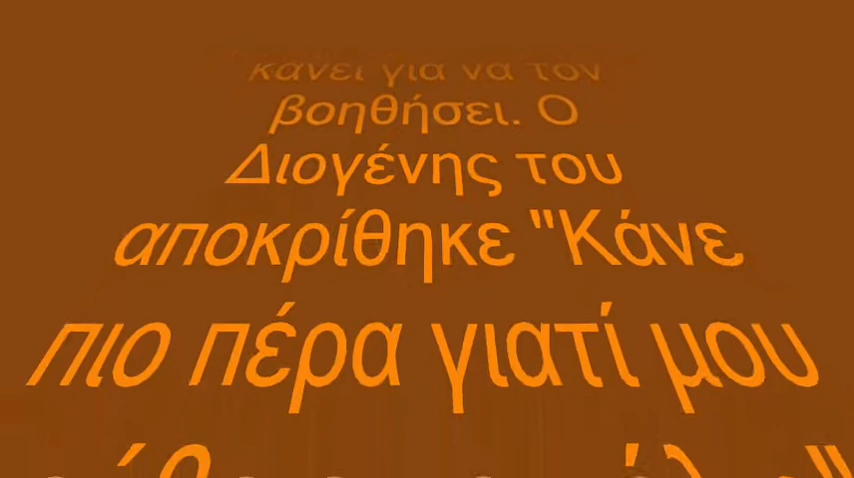 κάνει για να τον
βοηθήσει. Ο
Διογένης του
αποκρίθηκε "Κάνε
πιο πέρα γιατί μου